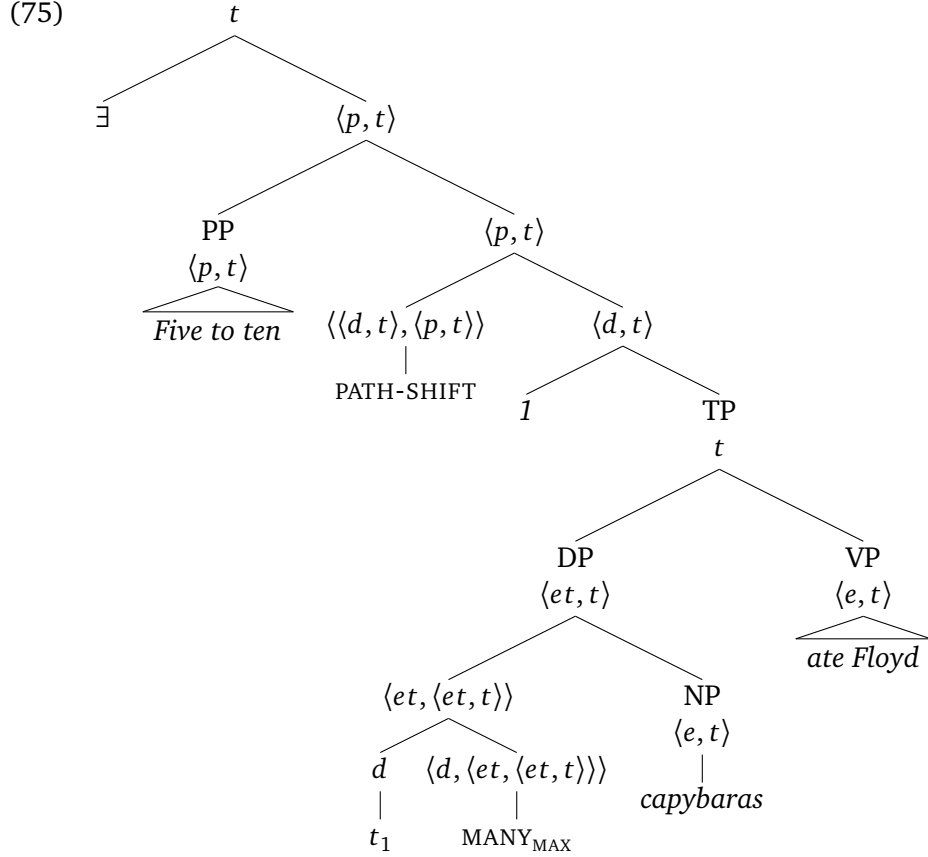 (75)
t
∃
⟨p, t⟩
PP
⟨p, t⟩
⟨p, t⟩
Five to ten
⟨⟨d, t⟩, ⟨p, t⟩⟩
⟨d, t⟩
PATH-SHIFT
1
TP
t
DP
VP
⟨et, t⟩
⟨e, t⟩
ate Floyd
⟨et, ⟨et, t⟩⟩
NP
⟨e, t⟩
d
⟨d, ⟨et, ⟨et, t⟩⟩⟩
capybaras
t₁
MANY_MAX